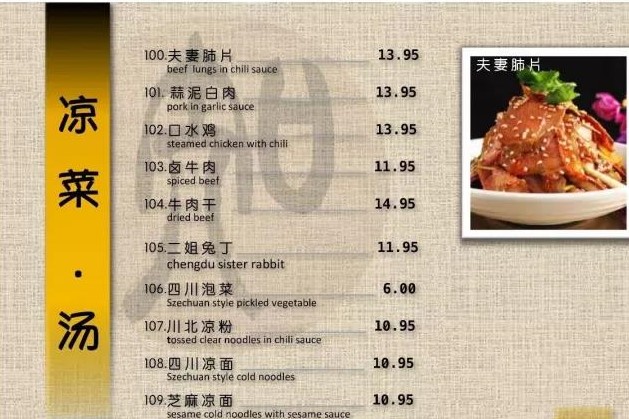 凉菜·汤
100.夫妻肺片 13.95
beef lungs in chili sauce
101. 蒜泥白肉 13.95
pork in garlic sauce
102.口水鸡 13.95
steamed chicken with chili
103.卤牛肉 11.95
spiced beef
104.牛肉干 14.95
dried beef
105.二姐兔丁 11.95
chengdu sister rabbit
106.四川泡菜 6.00
Szechuan style pickled vegetable
107.川北凉粉 10.95
tossed clear noodles in chili sauce
108.四川凉面 10.95
Szechuan style cold noodles
109.芝麻凉面 10.95
sesame cold noodles with sesame sauce
夫妻肺片